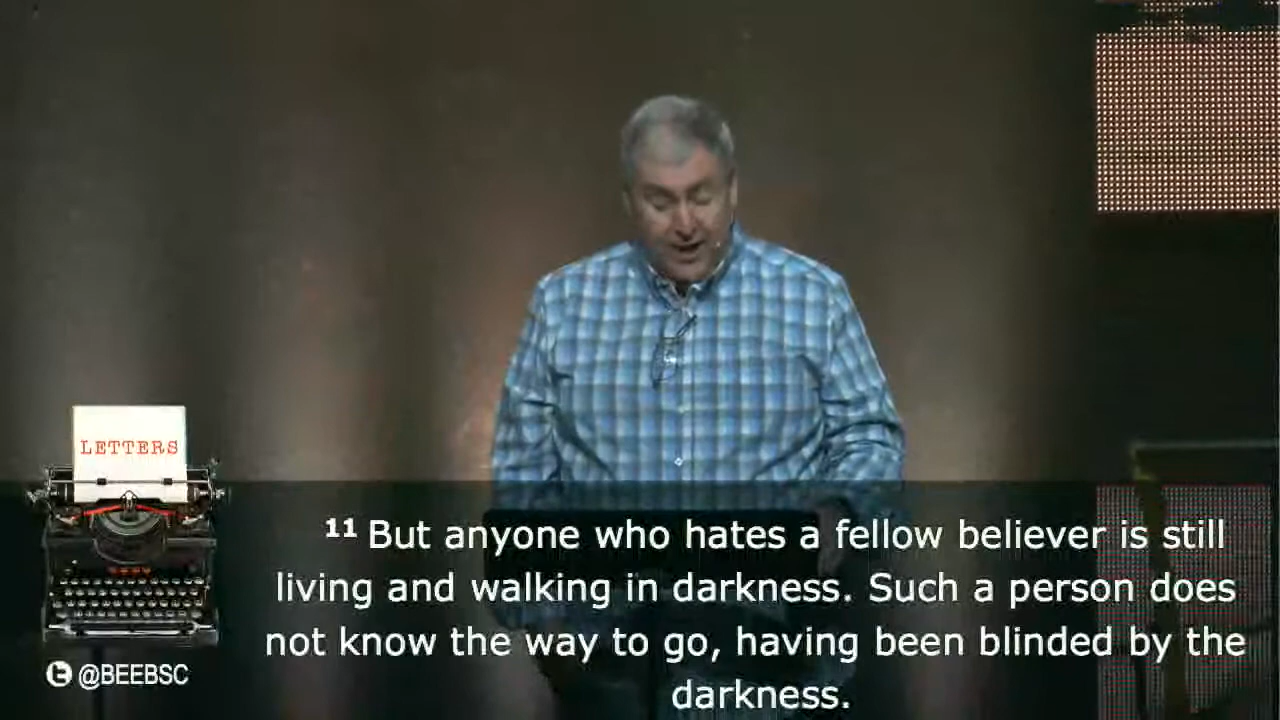 LETTERS
11 But anyone who hates a fellow believer is still
living and walking in darkness. Such a person does
not know the way to go, having been blinded by the
darkness.
@BEEBSC